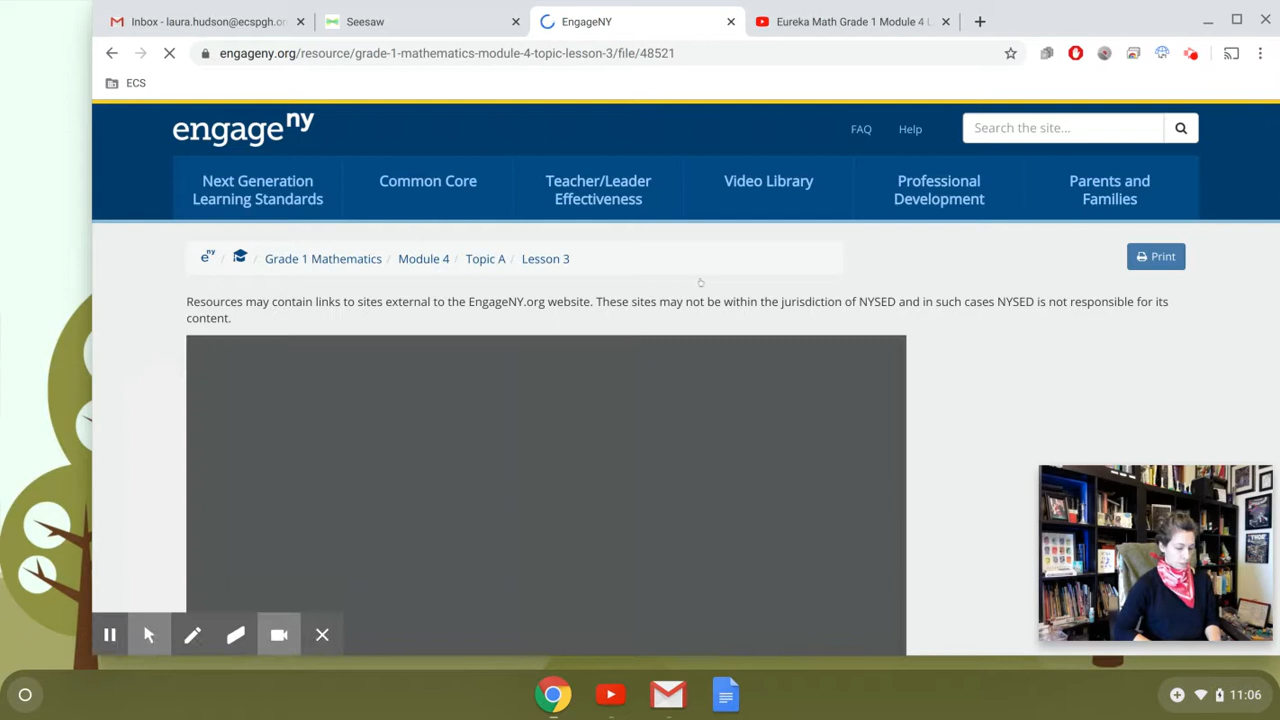 Inbox - laura.hudson@ecspgh.or
Seesaw
EngageNY
Eureka Math Grade 1 Module 4 L
engageny.org/resource/grade-1-mathematics-module-4-topic-lesson-3/file/48521
ECS
engage ny
FAQ
Help
Search the site...
Next Generation Learning Standards
Common Core
Teacher/Leader Effectiveness
Video Library
Professional Development
Parents and Families
e ny / / Grade 1 Mathematics / Module 4 / Topic A / Lesson 3
Print
Resources may contain links to sites external to the EngageNY.org website. These sites may not be within the jurisdiction of NYSED and in such cases NYSED is not responsible for its
content.
THOR
11:06